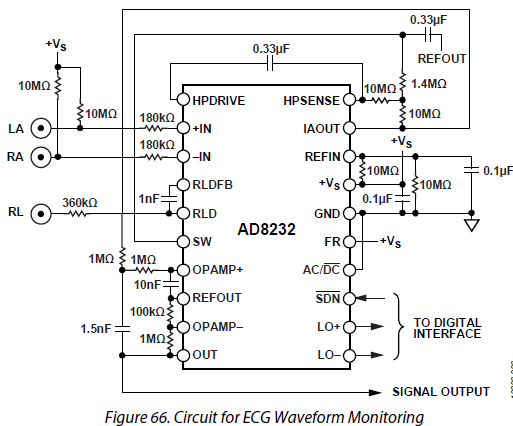 0.33µF
0.33µF
REFOUT
+Vs
10MΩ
10MΩ
10MΩ
1.4MΩ
10MΩ
HPDRIVE
HPSENSE
180kΩ
LA
+IN
IAOUT
180kΩ
+Vs
RA
–IN
REFIN
10MΩ
0.1µF
RLDFB
+Vs
10MΩ
1nF
0.1µF
RL
360kΩ
RLD
GND
AD8232
SW
FR
+Vs
1MΩ
1MΩ
OPAMP+
AC/DC
10nF
REFOUT
SDN
100kΩ
1.5nF
OPAMP–
LO+
TO DIGITAL
INTERFACE
1MΩ
OUT
LO–
SIGNAL OUTPUT
Figure 66. Circuit for ECG Waveform Monitoring